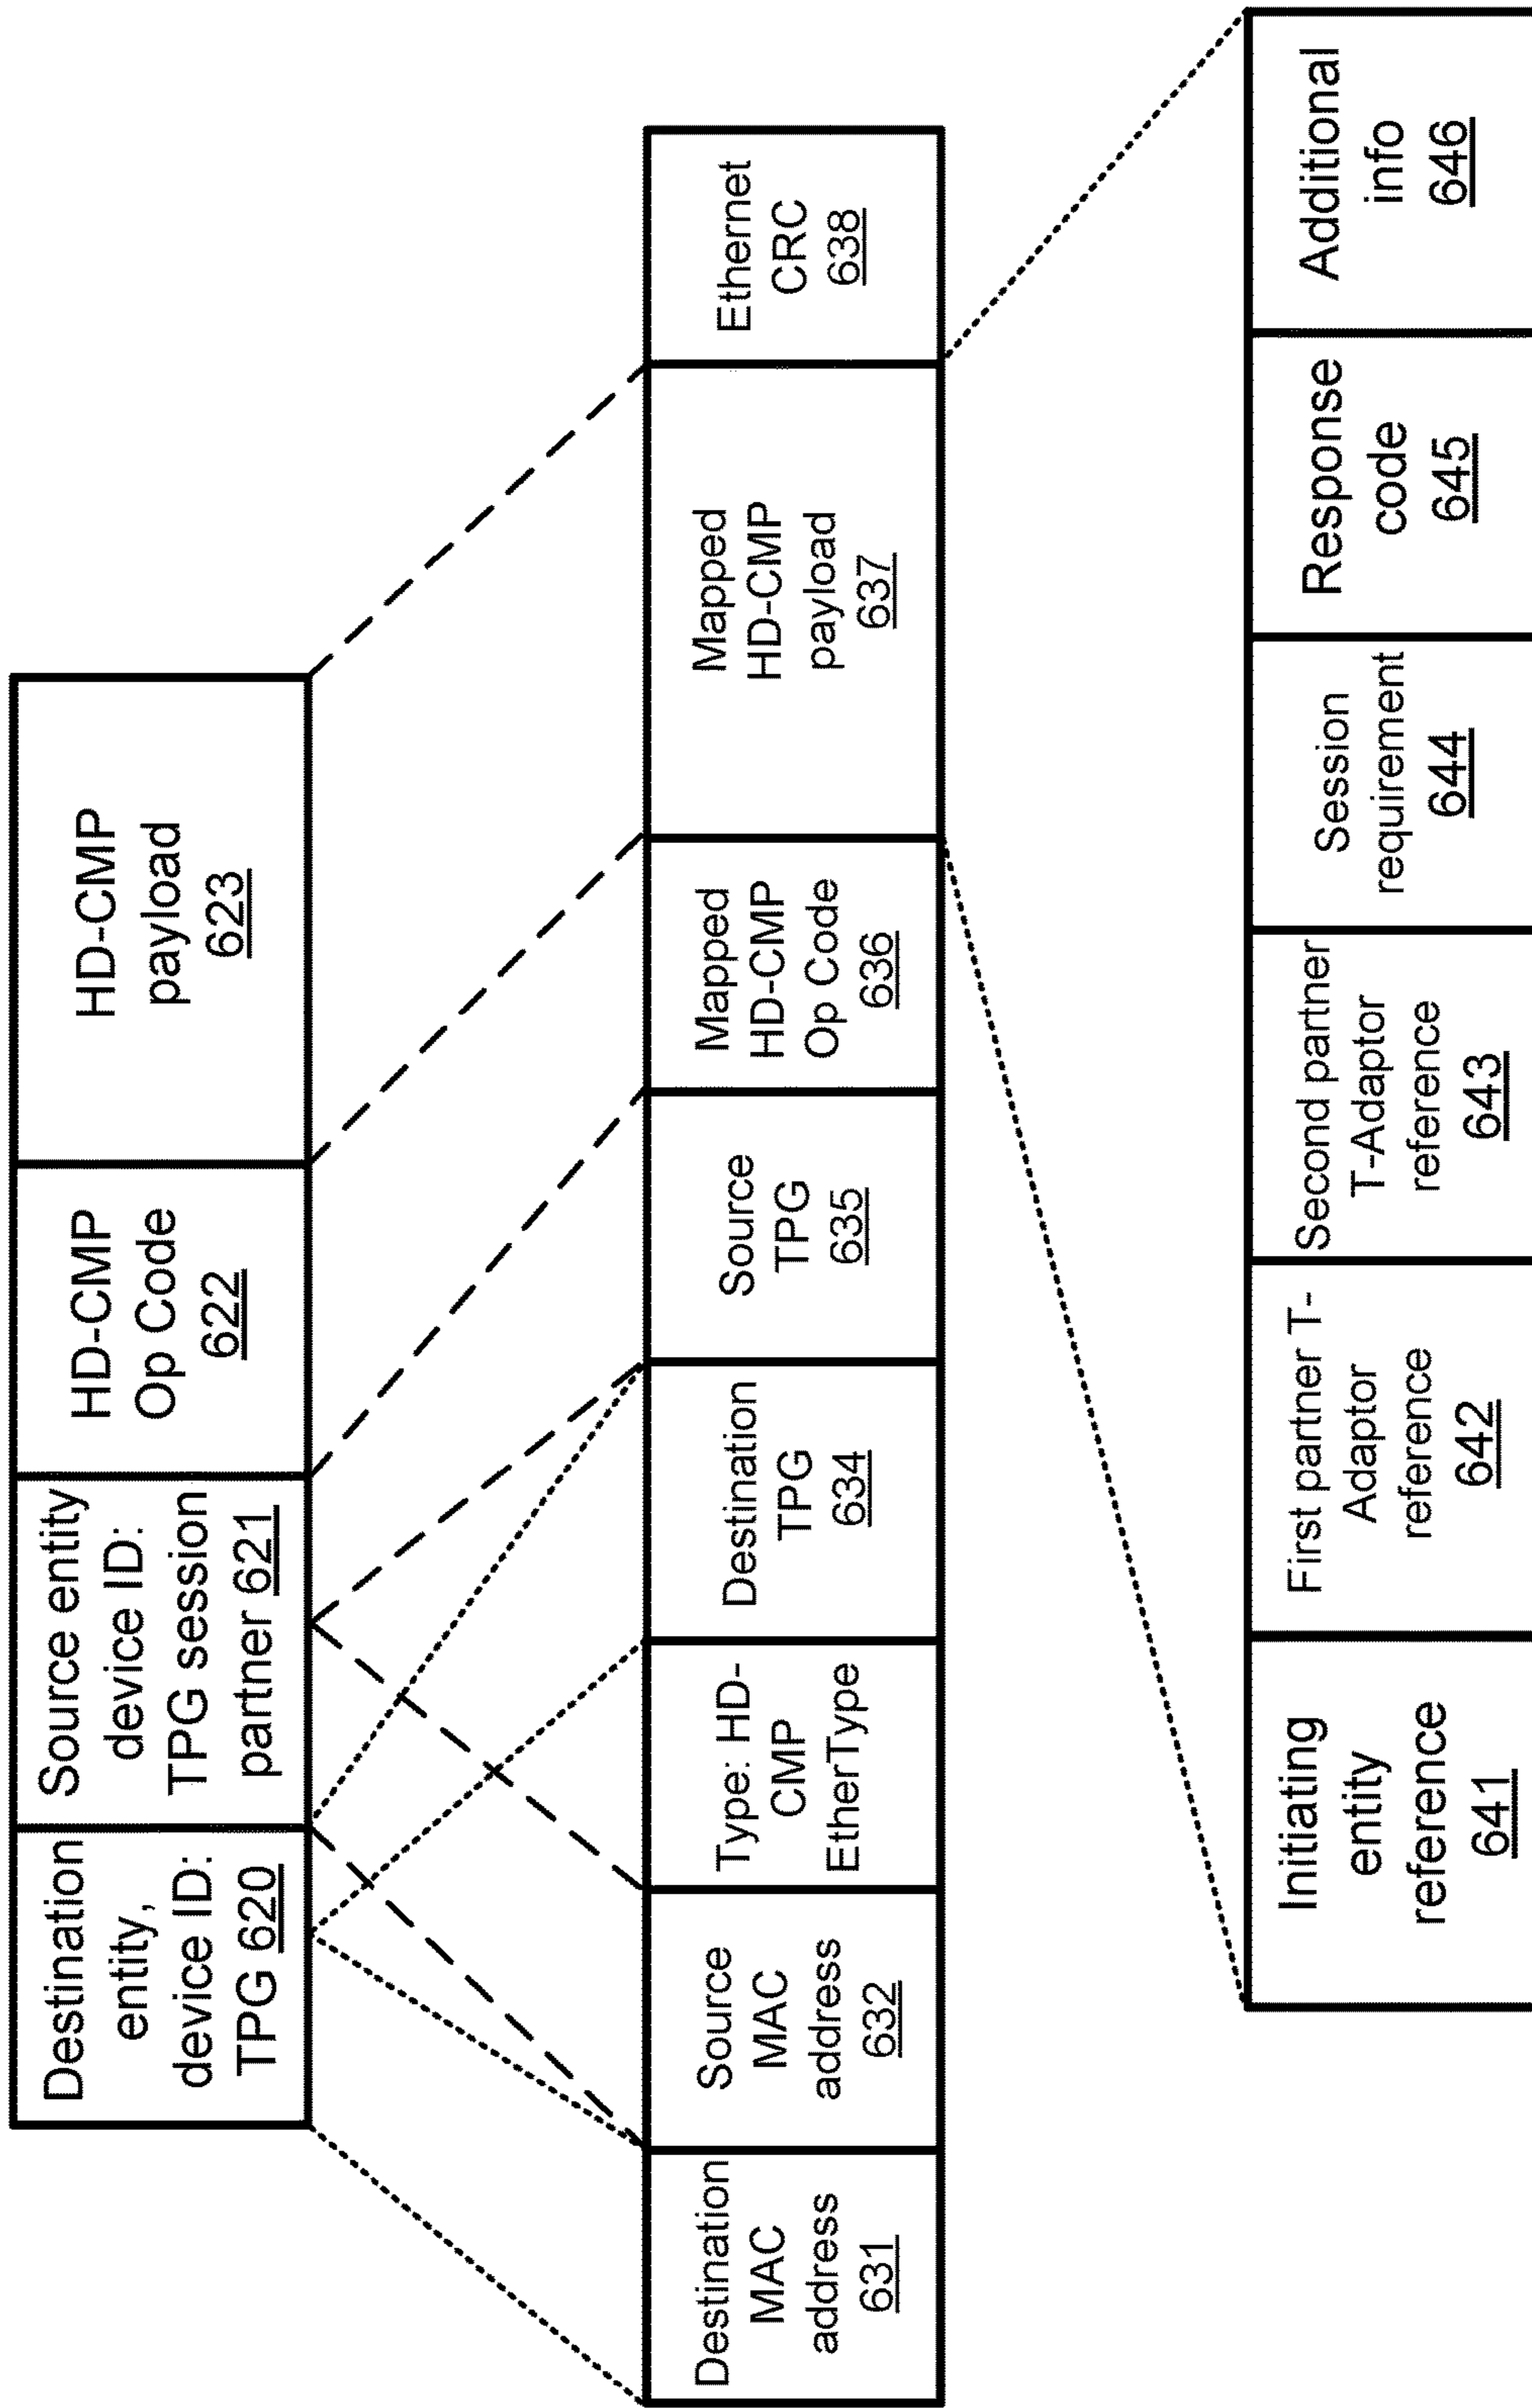 Destination
entity,
device ID:
TPG 620
Source entity
device ID:
TPG session
partner 621
HD-CMP
Op Code
622
HD-CMP
payload
623
Destination
MAC
address
631
Source
MAC
address
632
Type: HD-
CMP
EtherType
Destination
TPG
634
Source
TPG
635
Mapped
HD-CMP
Op Code
636
Mapped
HD-CMP
payload
637
Ethernet
CRC
638
Initiating
entity
reference
641
First partner T-
Adaptor
reference
642
Second partner
T-Adaptor
reference
643
Session
requirement
644
Response
code
645
Additional
info
646